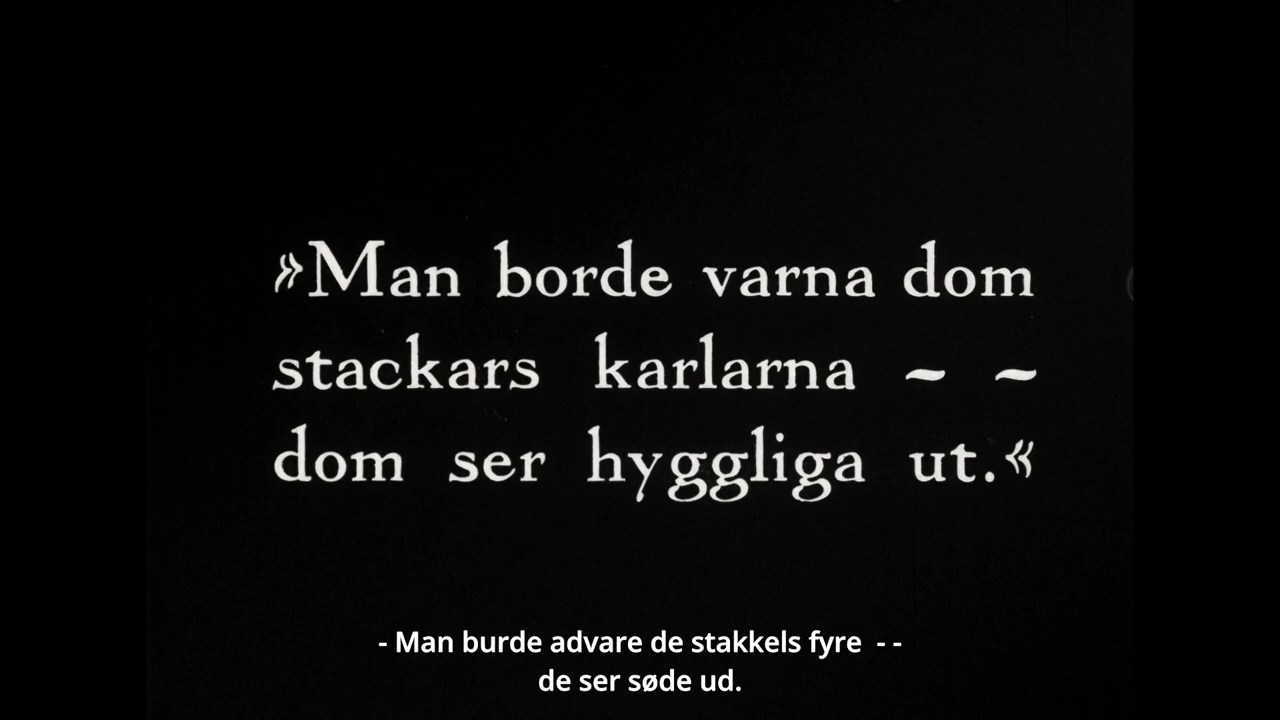 »Man borde varna dom
stackars karlarna – –
dom ser hyggliga ut.«
- Man burde advare de stakkels fyre  - -
de ser søde ud.